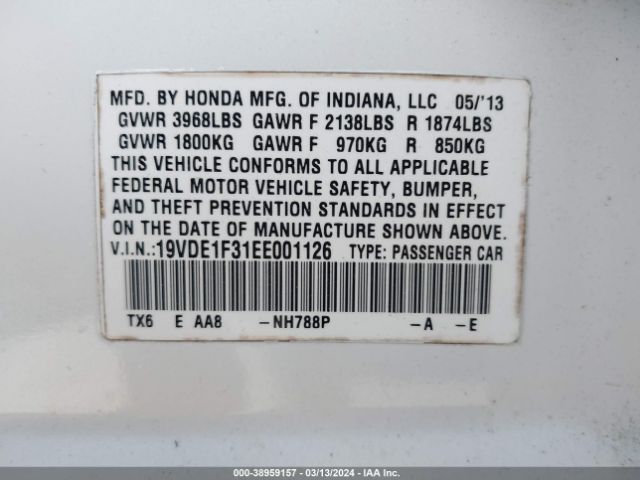 MFD. BY HONDA MFG. OF INDIANA, LLC 05/'13
GVWR 3968LBS GAWR F 2138LBS R 1874LBS
GVWR 1800KG GAWR F 970KG R 850KG
THIS VEHICLE CONFORMS TO ALL APPLICABLE
FEDERAL MOTOR VEHICLE SAFETY, BUMPER,
AND THEFT PREVENTION STANDARDS IN EFFECT
ON THE DATE OF MANUFACTURE SHOWN ABOVE.
V.I.N.:19VDE1F31EE001126 TYPE: PASSENGER CAR
TX6 E AA8 -NH788P -A -E
000-38959157 - 03/13/2024 - IAA Inc.